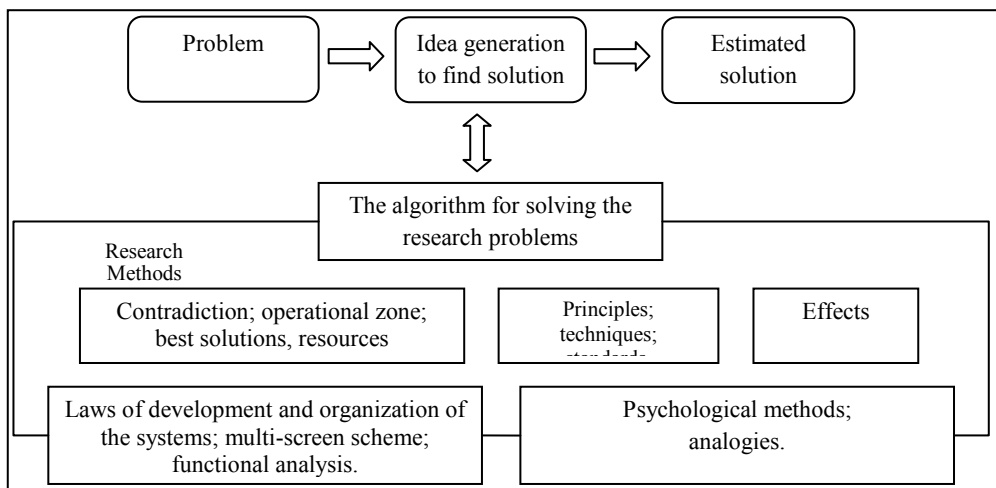 Problem
Idea generation
to find solution
Estimated
solution
The algorithm for solving the
research problems
Research
Methods
Contradiction; operational zone;
best solutions, resources
Principles;
techniques;
Effects
Laws of development and organization of
the systems; multi-screen scheme;
functional analysis.
Psychological methods;
analogies.